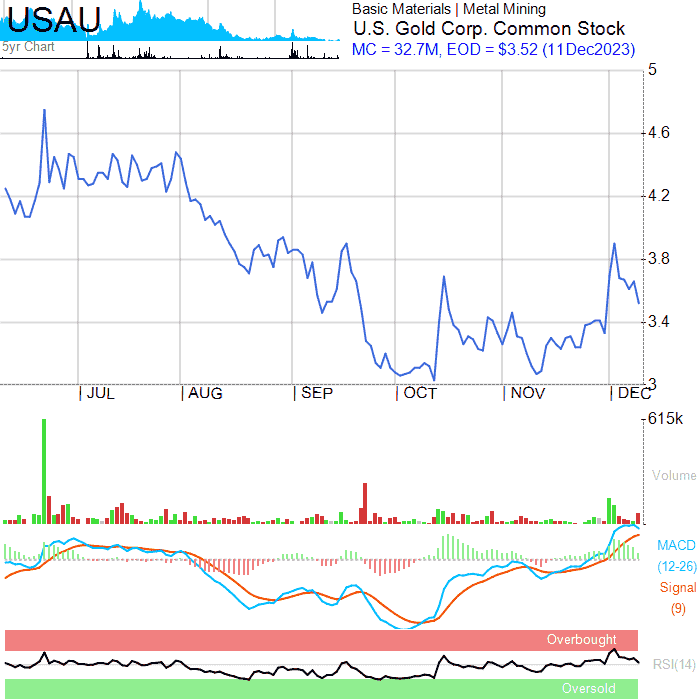 USAU
5yr Chart
Basic Materials | Metal Mining
U.S. Gold Corp. Common Stock
MC = 32.7M, EOD = $3.52 (11Dec2023)
5
4.6
4.2
3.8
3.4
3
JUL
AUG
SEP
OCT
NOV
DEC
615k
Volume
MACD
(12-26)
Signal
(9)
Overbought
RSI(14)
Oversold